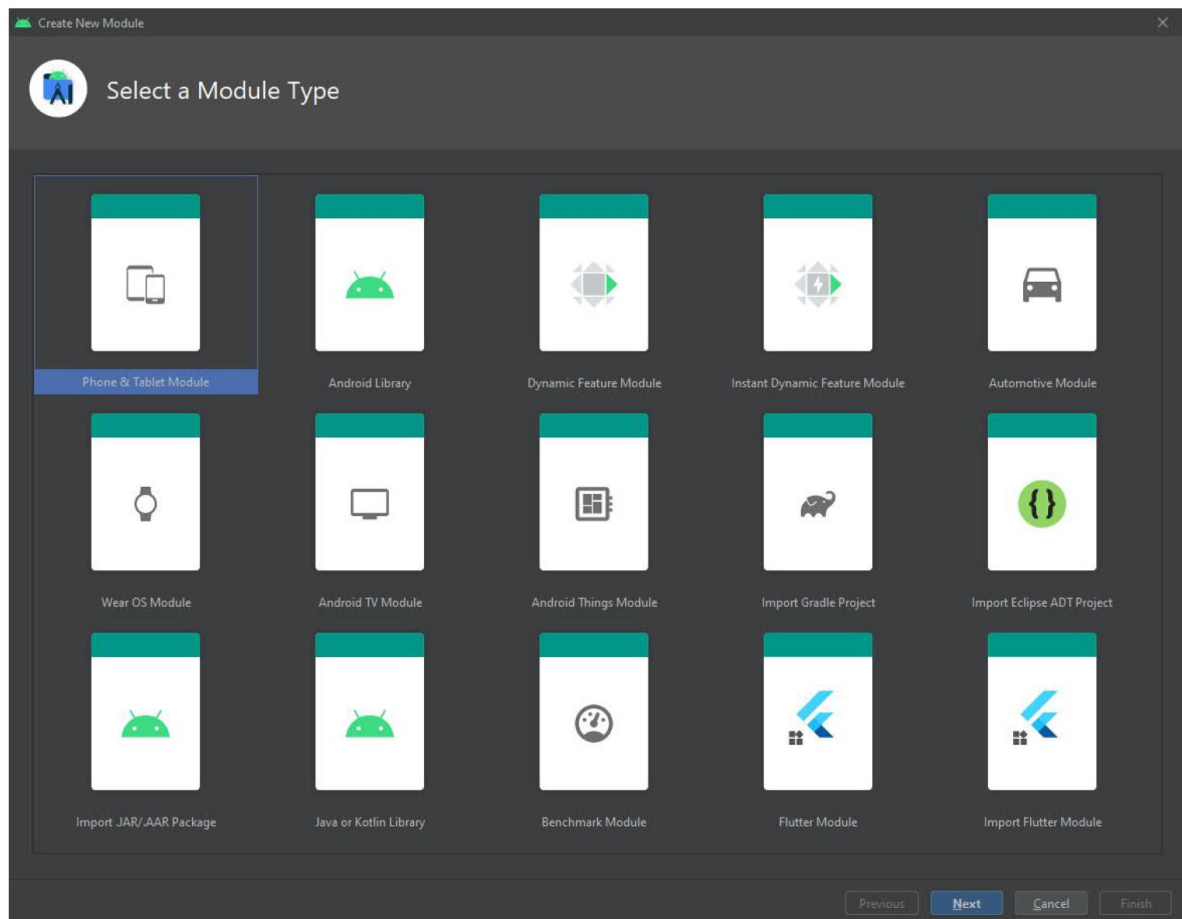 Create New Module
Select a Module Type
Phone & Tablet Module
Android Library
Dynamic Feature Module
Instant Dynamic Feature Module
Automotive Module
Wear OS Module
Android TV Module
Android Things Module
Import Gradle Project
Import Eclipse ADT Project
Import .JAR/.AAR Package
Java or Kotlin Library
Benchmark Module
Flutter Module
Import Flutter Module
Previous
Next
Cancel
Finish